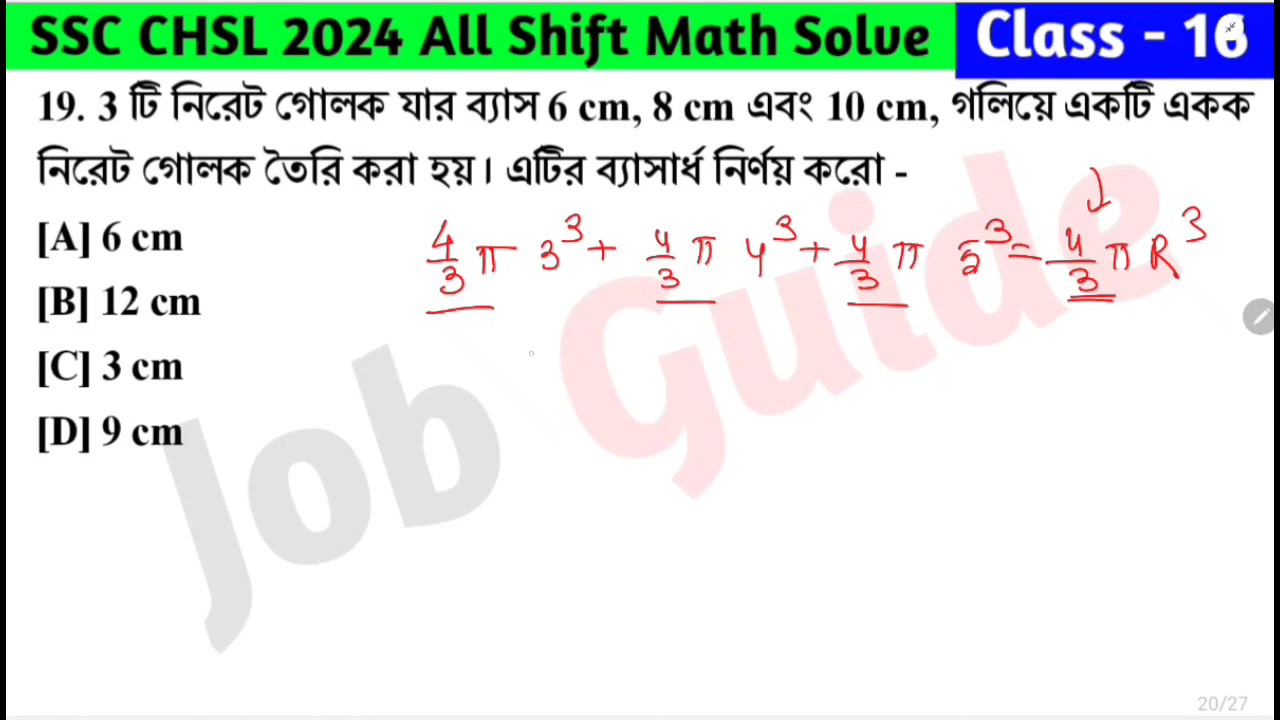 SSC CHSL 2024 All Shift Math Solve Class - 16
19. 3 টি নিরেট গোলক যার ব্যাস 6 cm, 8 cm এবং 10 cm, গলিয়ে একটি একক
নিরেট গোলক তৈরি করা হয়। এটির ব্যাসার্ধ নির্ণয় করো -
[A] 6 cm
4/3 π 3³ + 4/3 π 4³ + 4/3 π 5³ = 4/3 π R³
[B] 12 cm
[C] 3 cm
[D] 9 cm
Job Guide
20/27